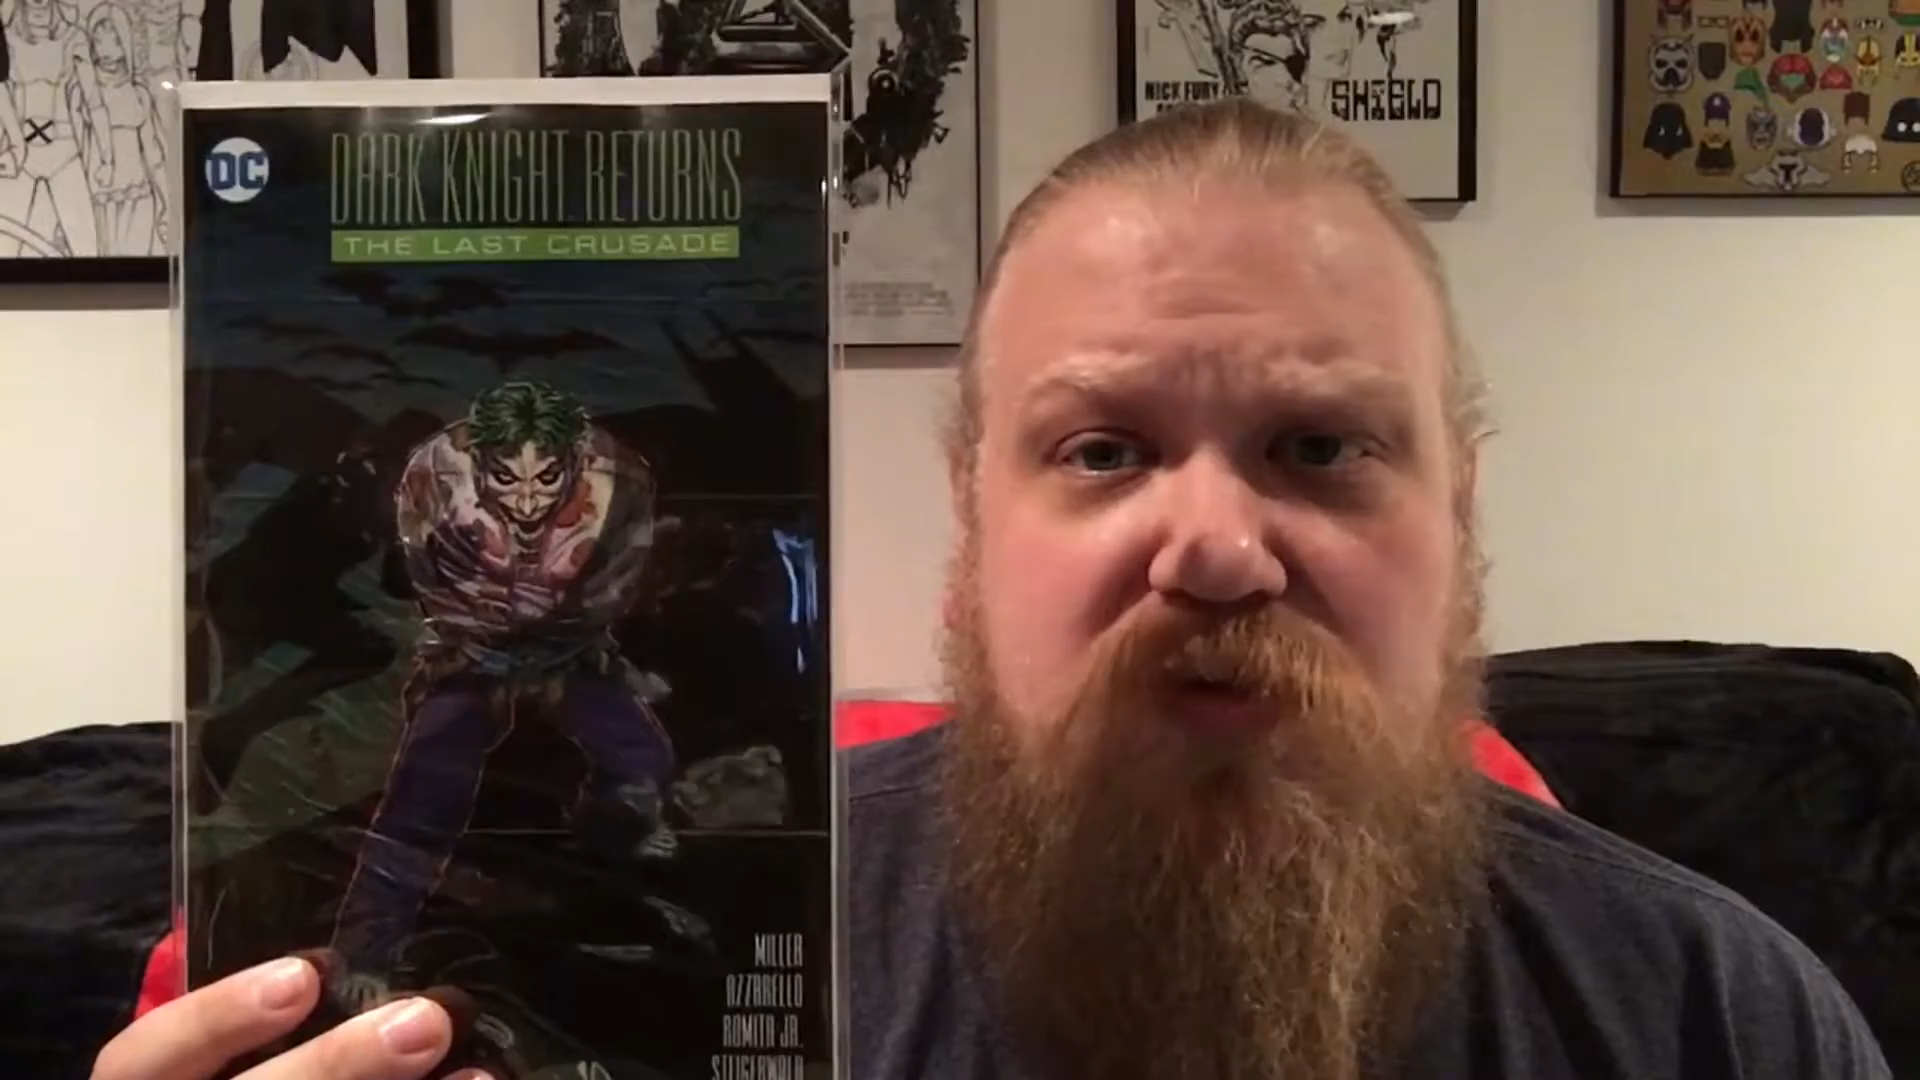 DC
DARK KNIGHT RETURNS
THE LAST CRUSADE
MILLER
AZZARELLO
ROMITA JR.
STEIGERWALD
NICK FURY
SHIELD